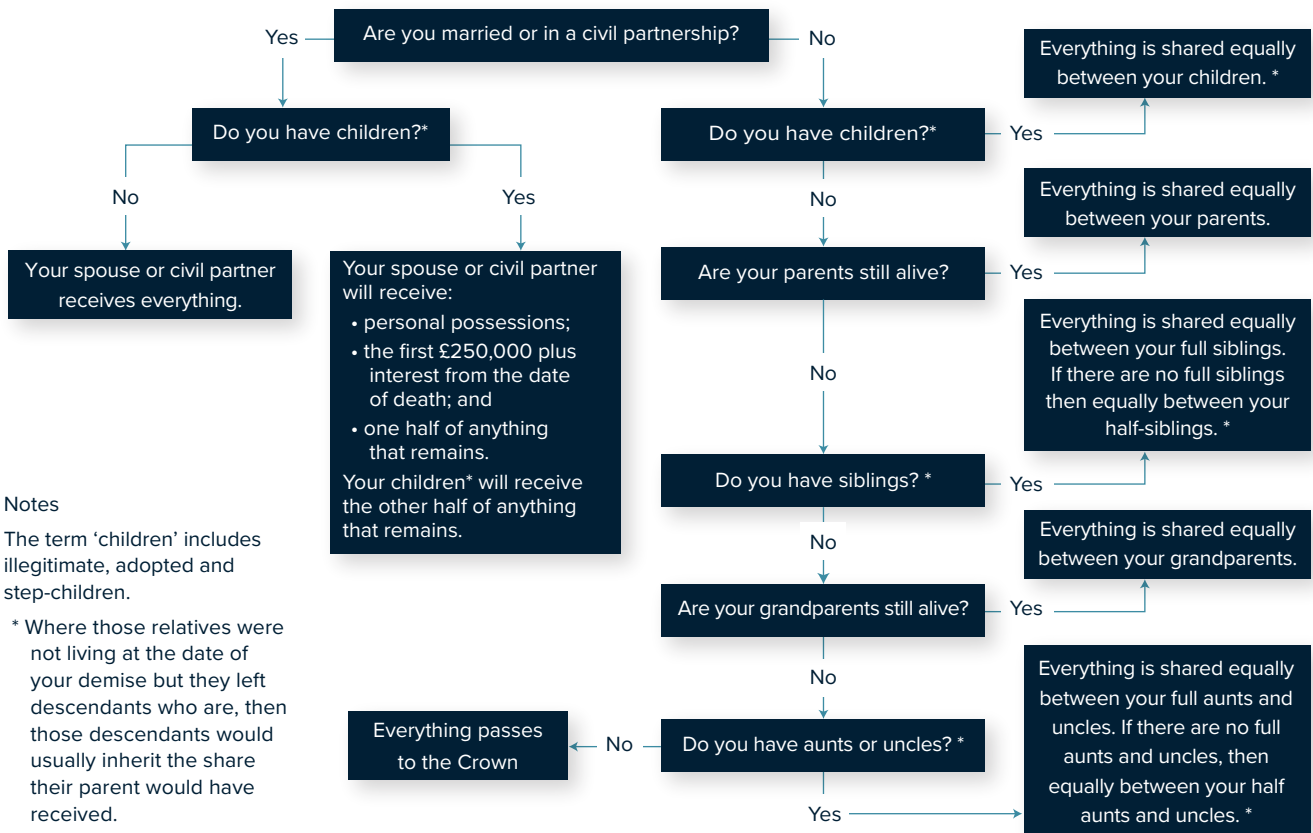 Are you married or in a civil partnership?
Yes
No
Do you have children?*
No
Yes
Your spouse or civil partner
receives everything.
Your spouse or civil partner
will receive:
• personal possessions;
• the first £250,000 plus
interest from the date
of death; and
• one half of anything
that remains.
Your children* will receive
the other half of anything
that remains.
Do you have children?*
Yes
Everything is shared equally
between your children. *
No
Are your parents still alive?
Yes
Everything is shared equally
between your parents.
No
Do you have siblings? *
Yes
Everything is shared equally
between your full siblings.
If there are no full siblings
then equally between your
half-siblings. *
No
Are your grandparents still alive?
Yes
Everything is shared equally
between your grandparents.
No
Do you have aunts or uncles? *
Yes
Everything is shared equally
between your full aunts and
uncles. If there are no full
aunts and uncles, then
equally between your half
aunts and uncles. *
No
Everything passes
to the Crown
Notes
The term ‘children’ includes
illegitimate, adopted and
step-children.
* Where those relatives were
not living at the date of
your demise but they left
descendants who are, then
those descendants would
usually inherit the share
their parent would have
received.